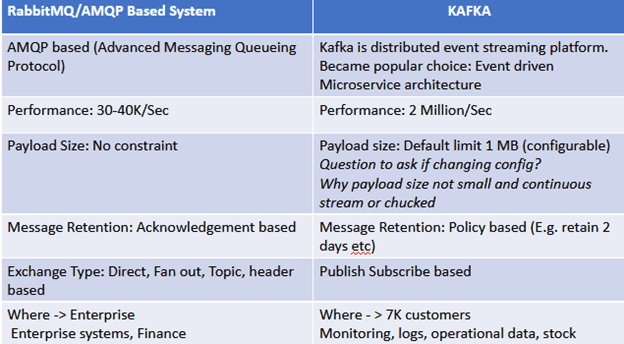 RabbitMQ/AMQP Based System
KAFKA
AMQP based (Advanced Messaging Queueing
Protocol)
Kafka is distributed event streaming platform.
Became popular choice: Event driven
Microservice architecture
Performance: 30-40K/Sec
Performance: 2 Million/Sec
Payload Size: No constraint
Payload size: Default limit 1 MB (configurable)
Question to ask if changing config?
Why payload size not small and continuous
stream or chucked
Message Retention: Acknowledgement based
Message Retention: Policy based (E.g. retain 2
days etc)
Exchange Type: Direct, Fan out, Topic, header
based
Publish Subscribe based
Where -> Enterprise
Enterprise systems, Finance
Where - > 7K customers
Monitoring, logs, operational data, stock